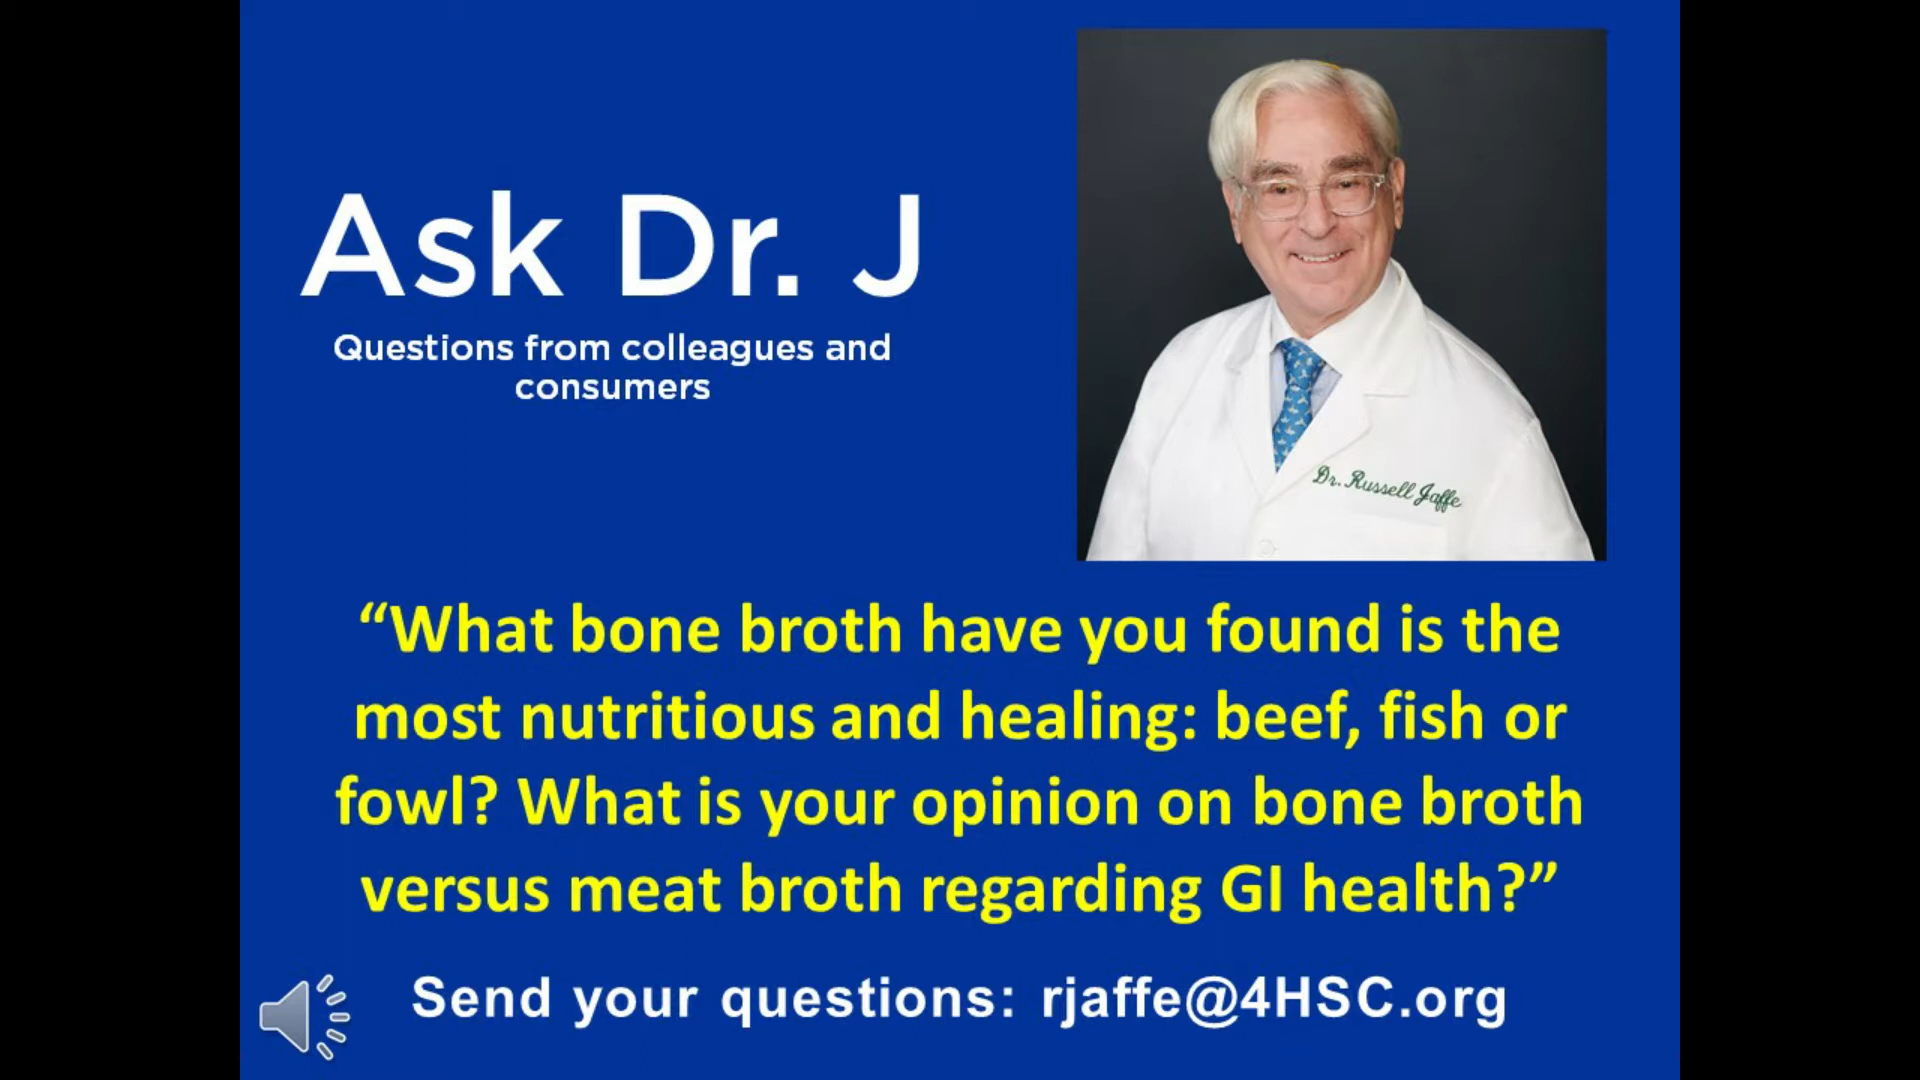 Ask Dr. J
Questions from colleagues and
consumers
Dr. Russell Jaffe
“What bone broth have you found is the
most nutritious and healing: beef, fish or
fowl? What is your opinion on bone broth
versus meat broth regarding GI health?”
Send your questions: rjaffe@4HSC.org